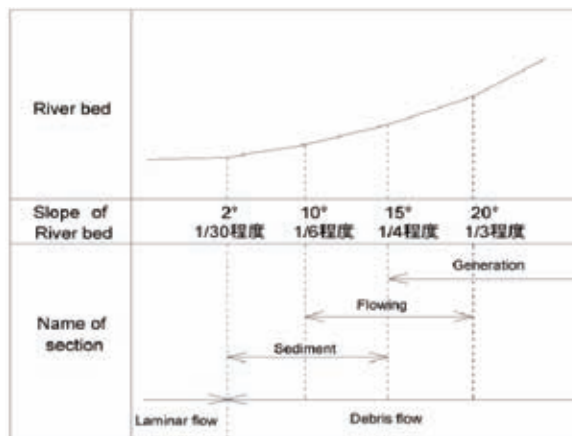 River bed
Slope of
River bed
2° 10° 15° 20°
1/30程度 1/6程度 1/4程度 1/3程度
Name of
section
Generation
Flowing
Sediment
Laminar flow Debris flow